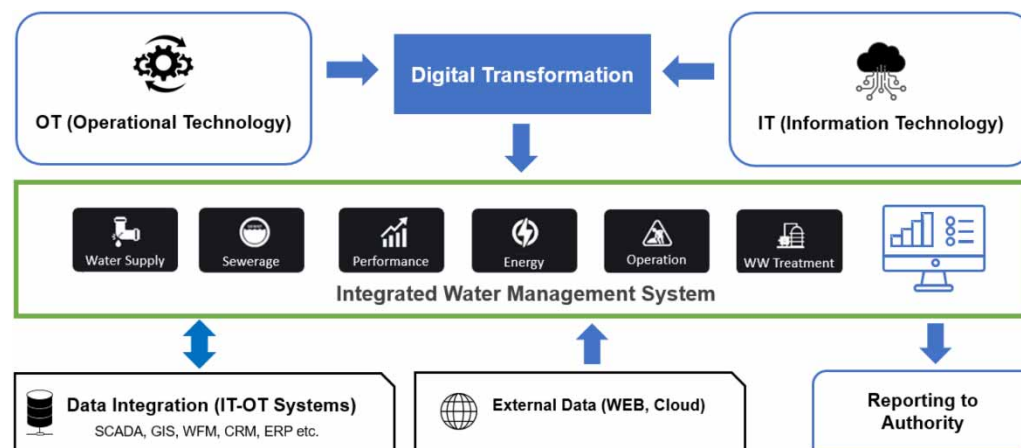 Digital Transformation
OT (Operational Technology)
IT (Information Technology)
Water Supply
Sewerage
Performance
Energy
Operation
WW Treatment
Integrated Water Management System
Data Integration (IT-OT Systems)
SCADA, GIS, WFM, CRM, ERP etc.
External Data (WEB, Cloud)
Reporting to
Authority